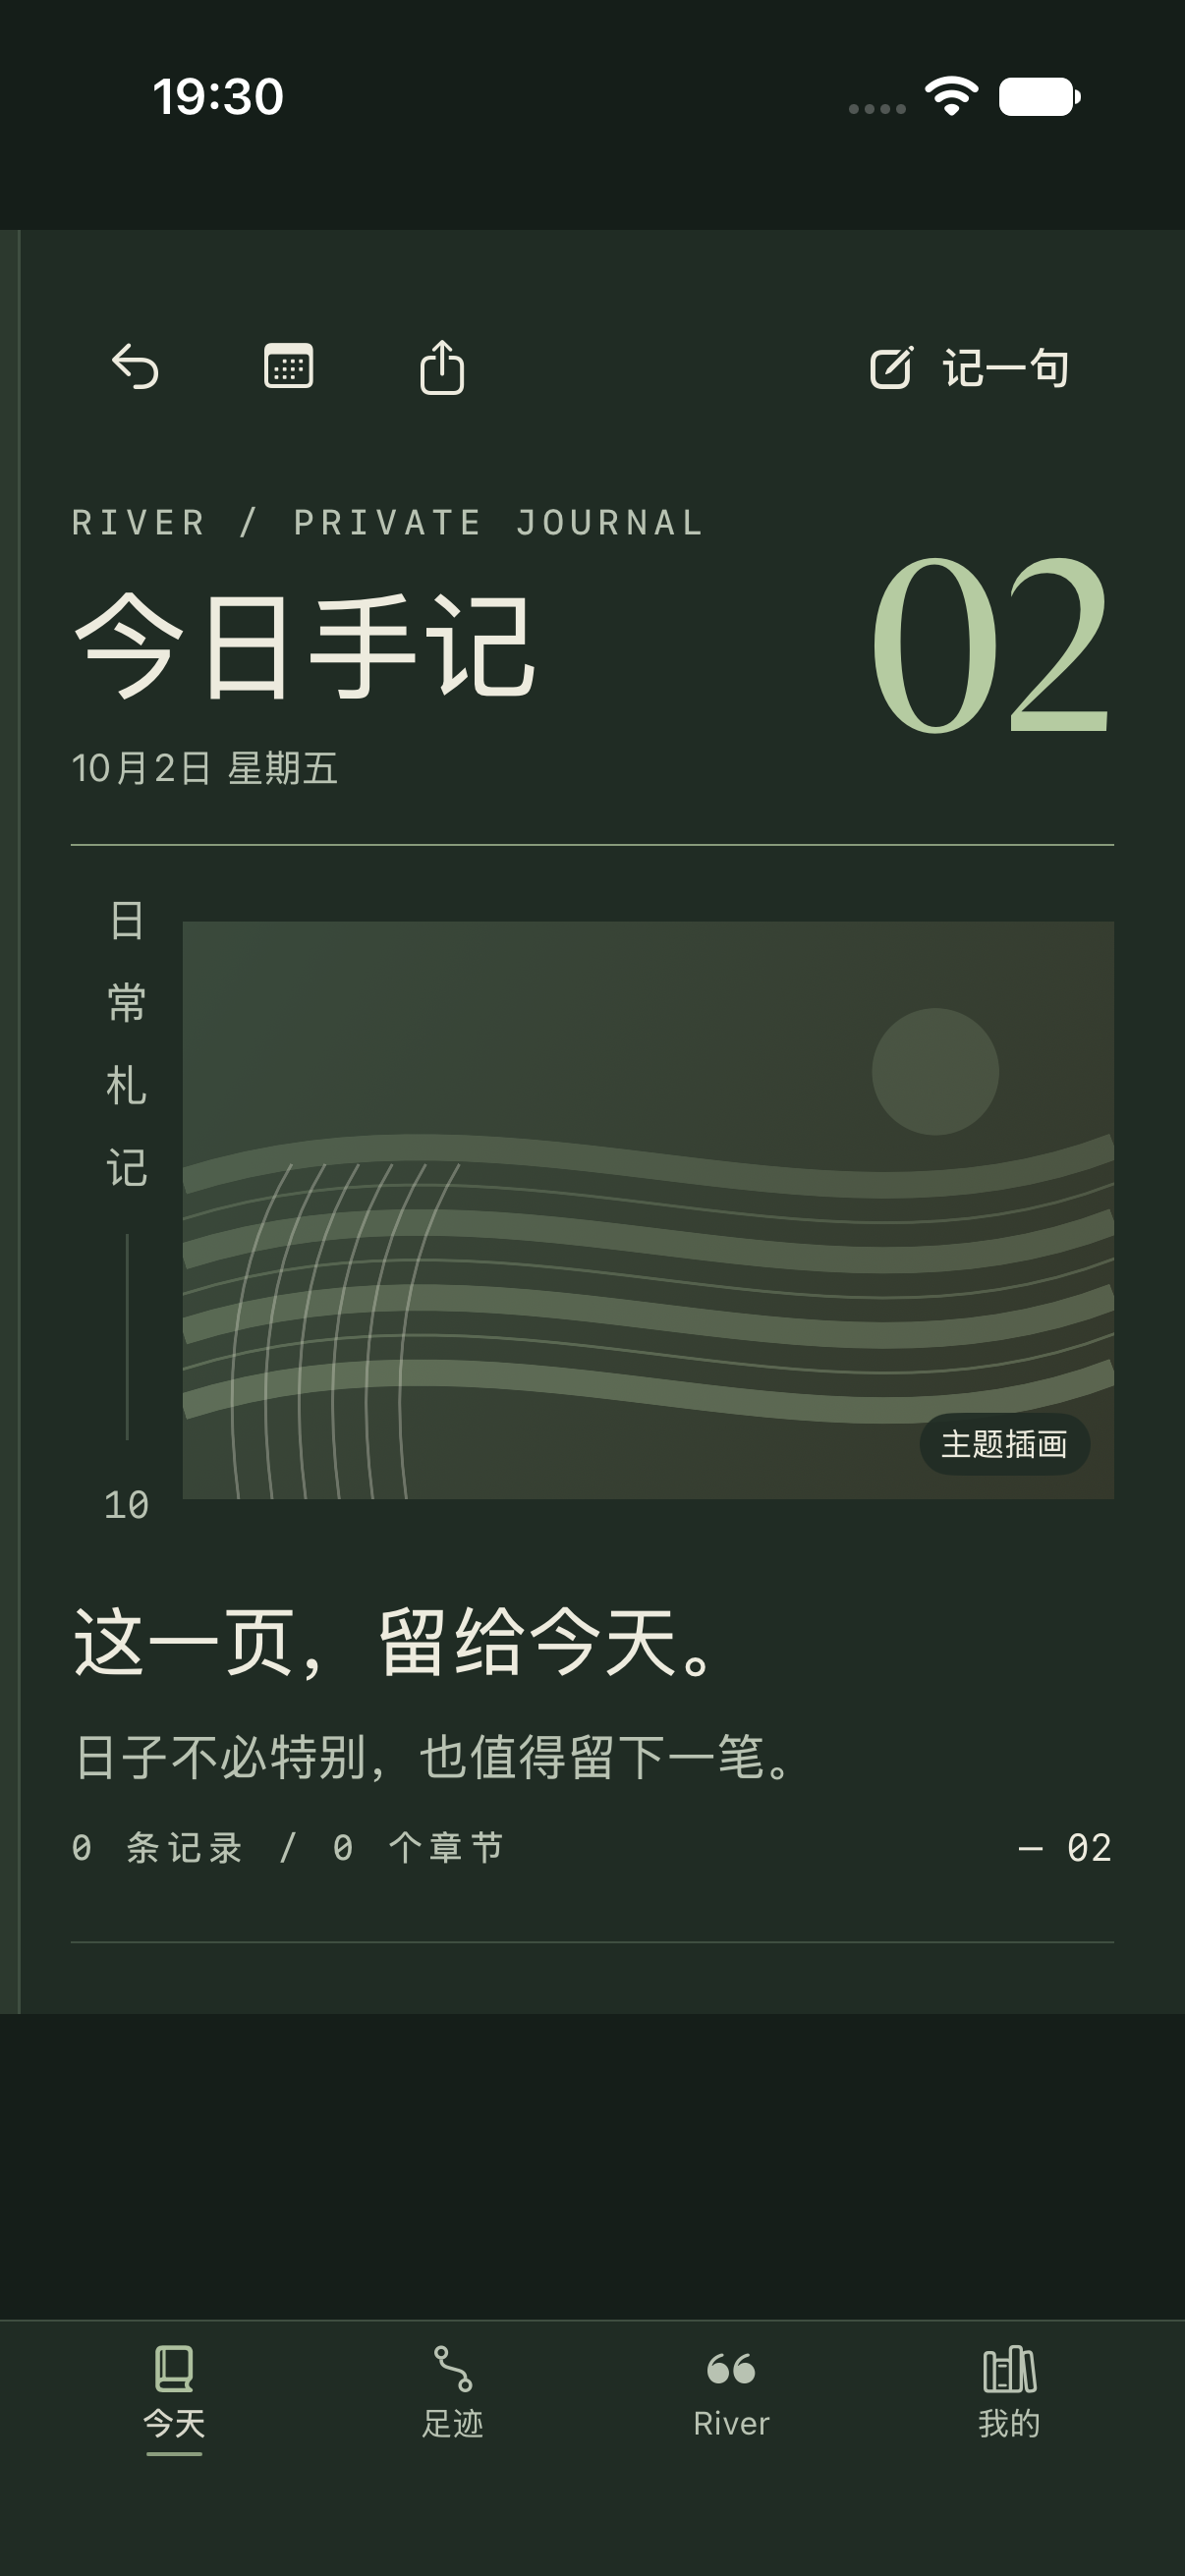 19:30
记一句
RIVER / PRIVATE JOURNAL
今日手记
02
10月2日 星期五
日常札记
10
主题插画
这一页，留给今天。
日子不必特别，也值得留下一笔。
0 条记录 / 0 个章节
— 02
今天
足迹
River
我的